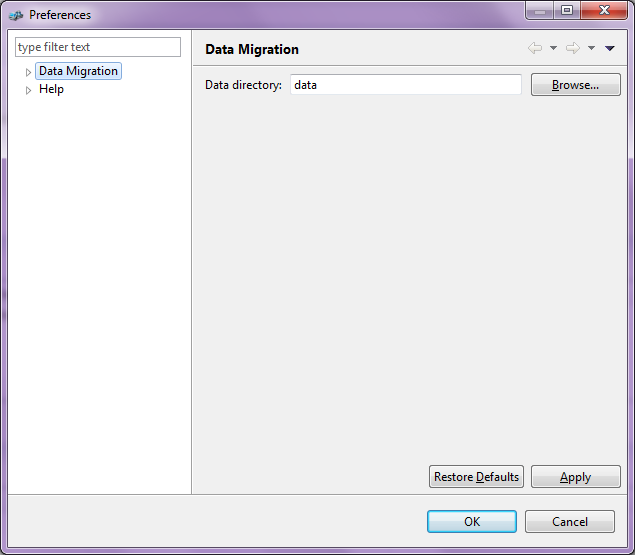 Preferences
type filter text
Data Migration
Help
Data Migration
Data directory: data Browse...
Restore Defaults Apply
OK Cancel